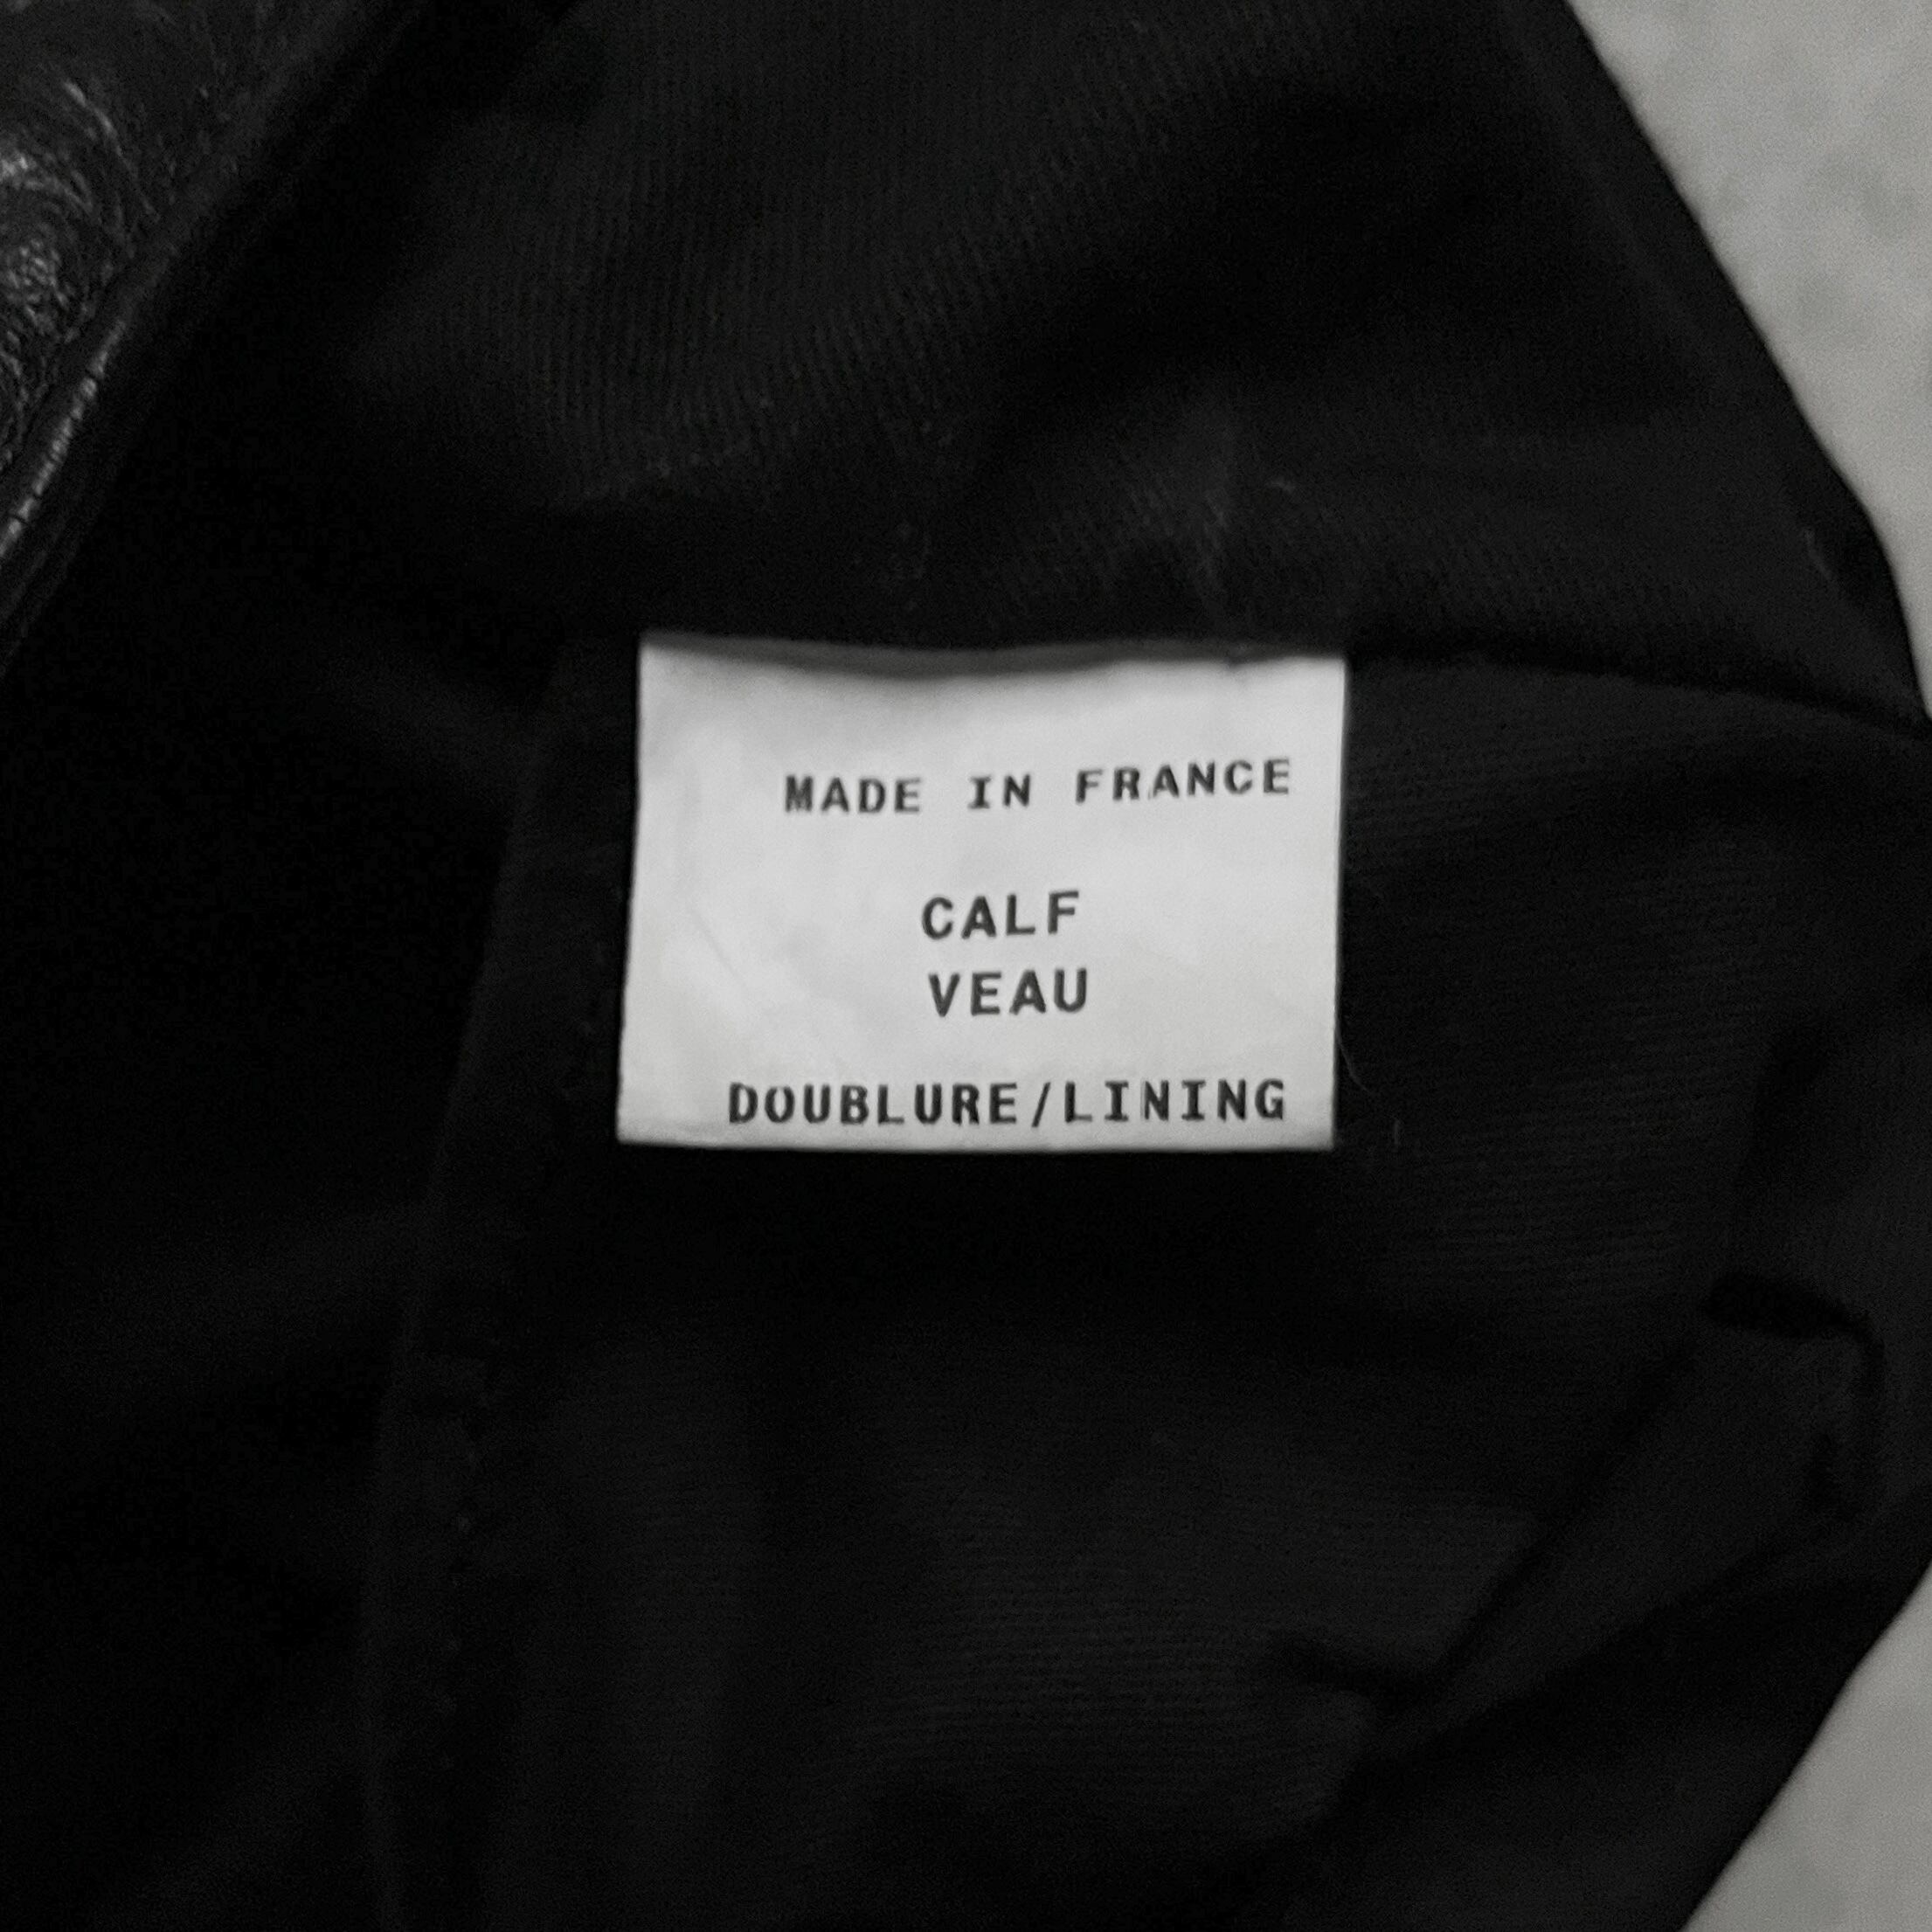 MADE IN FRANCE
CALF
VEAU
DOUBLURE/LINING